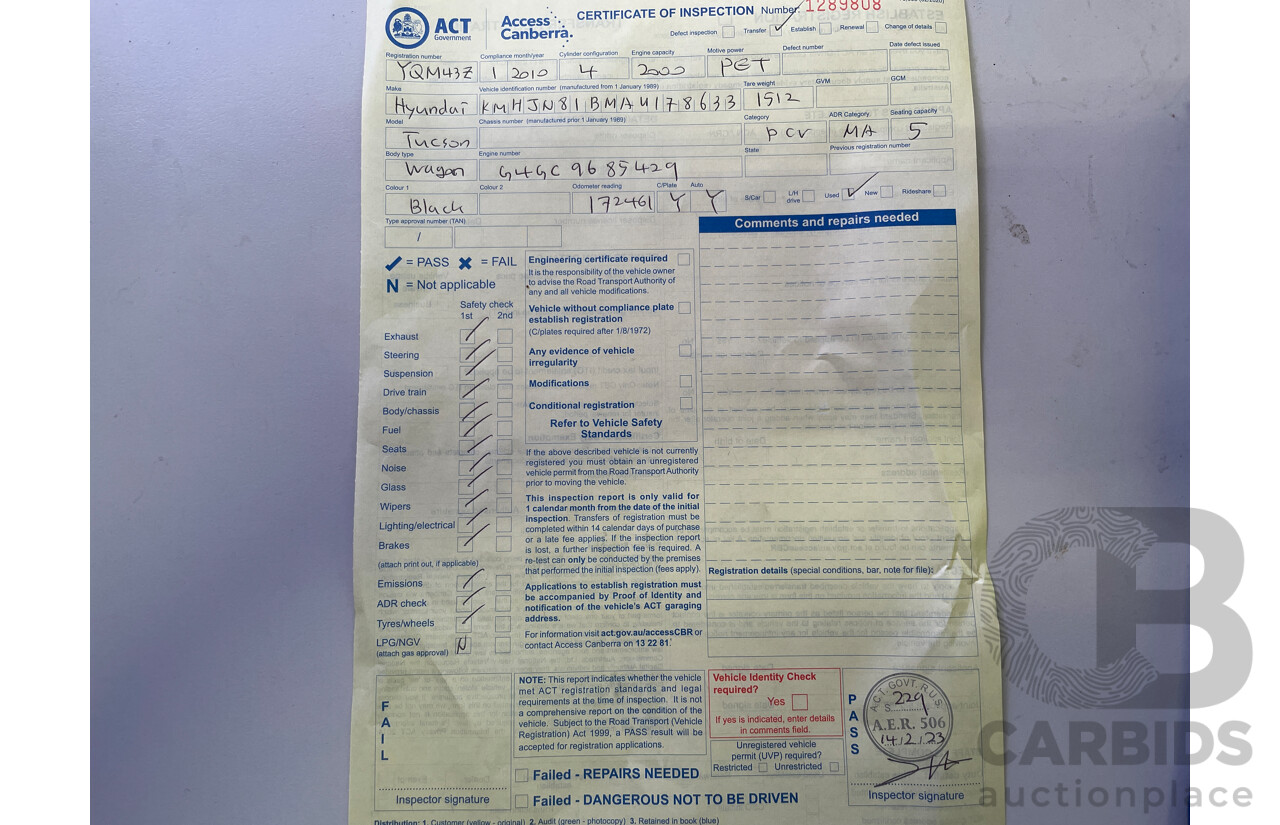 ACT
Government
Access
Canberra.
CERTIFICATE OF INSPECTION Number: 1289808
Defect inspection Transfer Establish Renewal Change of details
Registration number Compliance month/year Cylinder configuration Engine capacity Motive power Defect number Date defect issued
YQM43Z 1 2010 4 2000 PET
Make Vehicle identification number (manufactured from 1 January 1989) Tare weight GVM GCM
Hyundai KMHJN81BMAU178633 1512
Model Chassis number (manufactured prior 1 January 1989) Category ADR Category Seating capacity
Tucson PCV MA 5
Body type Engine number State Previous registration number
Wagon G4GC 9685429
Colour 1 Colour 2 Odometer reading C/Plate Auto S/Car L/H drive Used New Rideshare
Black 172461 Y Y
Type approval number (TAN)
/
Comments and repairs needed
= PASS = FAIL
N = Not applicable
Safety check
1st 2nd
Exhaust
Steering
Suspension
Drive train
Body/chassis
Fuel
Seats
Noise
Glass
Wipers
Lighting/electrical
Brakes
(attach print out, if applicable)
Emissions
ADR check
Tyres/wheels
LPG/NGV N
(attach gas approval)
Engineering certificate required
It is the responsibility of the vehicle owner
to advise the Road Transport Authority of
any and all vehicle modifications.
Vehicle without compliance plate
establish registration
(C/plates required after 1/8/1972)
Any evidence of vehicle
irregularity
Modifications
Conditional registration
Refer to Vehicle Safety
Standards
If the above described vehicle is not currently
registered you must obtain an unregistered
vehicle permit from the Road Transport Authority
prior to moving the vehicle.
This inspection report is only valid for
1 calendar month from the date of the initial
inspection. Transfers of registration must be
completed within 14 calendar days of purchase
or a late fee applies. If the inspection report
is lost, a further inspection fee is required. A
re-test can only be conducted by the premises
that performed the initial inspection (fees apply).
Applications to establish registration must
be accompanied by Proof of Identity and
notification of the vehicle's ACT garaging
address.
For information visit act.gov.au/accessCBR or
contact Access Canberra on 13 22 81.
Registration details (special conditions, bar, note for file):
FAIL
Inspector signature
NOTE: This report indicates whether the vehicle
met ACT registration standards and legal
requirements at the time of inspection. It is not
a comprehensive report on the condition of the
vehicle. Subject to the Road Transport (Vehicle
Registration) Act 1999, a PASS result will be
accepted for registration applications.
Failed - REPAIRS NEEDED
Failed - DANGEROUS NOT TO BE DRIVEN
Vehicle Identity Check
required?
Yes
If yes is indicated, enter details
in comments field.
Unregistered vehicle
permit (UVP) required?
Restricted Unrestricted
PASS
A.C.T. GOVT. R.U.S.
S. 229
A.E.R. 506
14/2/23
Inspector signature
Distribution: 1. Customer (yellow - original) 2. Audit (green - photocopy) 3. Retained in book (blue)
CB
CARBIDS
auctionplace